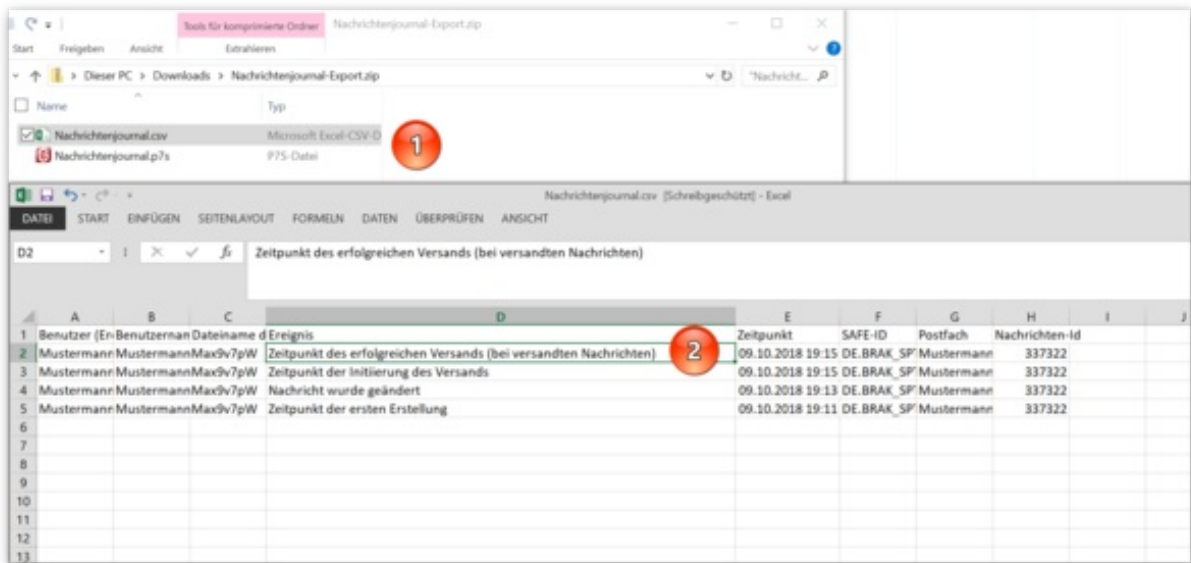 Tools für komprimierte Ordner Nachrichtenjournal-Export.zip
Start Freigeben Ansicht Extrahieren
Dieser PC > Downloads > Nachrichtenjournal-Export.zip "Nachricht...
Name Typ
Nachrichtenjournal.csv Microsoft Excel-CSV-D
1
Nachrichtenjournal.p7s P7S-Datei
Nachrichtenjournal.csv [Schreibgeschützt] - Excel
DATEI START EINFÜGEN SEITENLAYOUT FORMELN DATEN ÜBERPRÜFEN ANSICHT
D2 fx Zeitpunkt des erfolgreichen Versands (bei versandten Nachrichten)
A B C D E F G H I J
1 Benutzer (En Benutzernan Dateiname d Ereignis Zeitpunkt SAFE-ID Postfach Nachrichten-Id
2 Mustermann Mustermann Max9v7pW Zeitpunkt des erfolgreichen Versands (bei versandten Nachrichten) 2 09.10.2018 19:15 DE.BRAK_SP Mustermann 337322
3 Mustermann Mustermann Max9v7pW Zeitpunkt der Initiierung des Versands 09.10.2018 19:15 DE.BRAK_SP Mustermann 337322
4 Mustermann Mustermann Max9v7pW Nachricht wurde geändert 09.10.2018 19:13 DE.BRAK_SP Mustermann 337322
5 Mustermann Mustermann Max9v7pW Zeitpunkt der ersten Erstellung 09.10.2018 19:11 DE.BRAK_SP Mustermann 337322
6
7
8
9
10
11
12
13